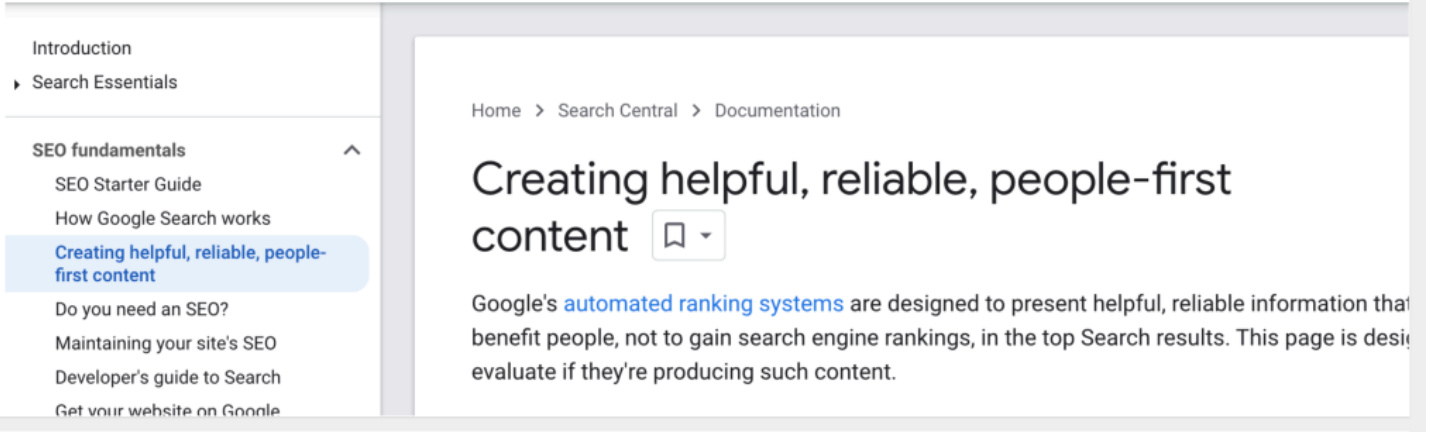 Introduction
Search Essentials
SEO fundamentals
SEO Starter Guide
How Google Search works
Creating helpful, reliable, people-
first content
Do you need an SEO?
Maintaining your site's SEO
Developer's guide to Search
Get your website on Google
Home > Search Central > Documentation
Creating helpful, reliable, people-first
content
Google's automated ranking systems are designed to present helpful, reliable information that
benefit people, not to gain search engine rankings, in the top Search results. This page is
evaluate if they're producing such content.